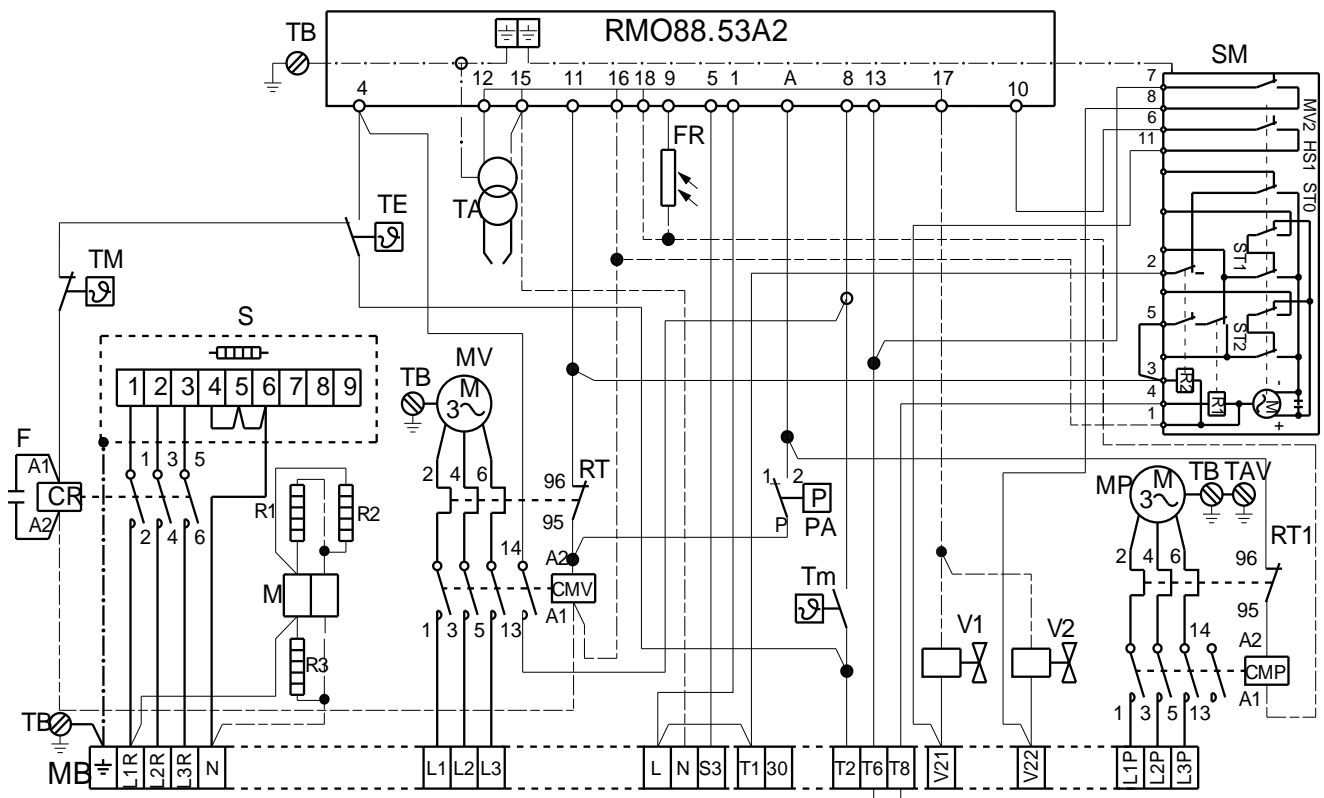 RMO88.53A2
TB
SM
4 12 15 11 16 18 9 5 1 A 8 13 17 10
7
8
6
11
2
5
3
4
1
MV2 HS1 ST0
ST1
ST2
R2
R1
M
-
+
FR
TA
TE
ϑ
TM
ϑ
S
1 2 3 4 5 6 7 8 9
MV
TB
M
3~
2 4 6
RT
96
95
F
A1
CR
A2
1 3 5
2 4 6
R1
R2
M
R3
14
A2
CMV
A1
1 3 5 13
1 2
P
P
PA
Tm
ϑ
V1
V2
MP
M
3~
TB TAV
2 4 6
RT1
96
95
14
A2
CMP
A1
1 3 5 13
TB
MB
L1R L2R L3R N
L1 L2 L3
L N S3 T1 30
T2 T6 T8
V21
V22
L1P L2P L3P